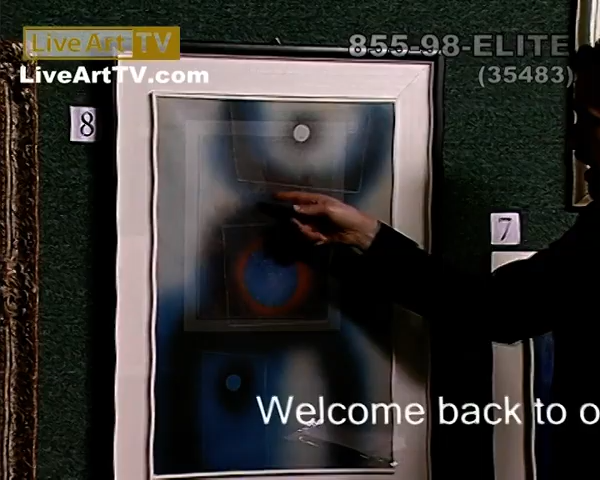 Live Art TV
LiveArtTV.com
855-98-ELITE
(35483)
8
7
Welcome back to o